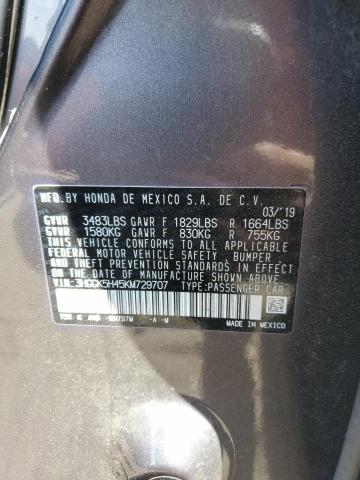 MFD. BY HONDA DE MEXICO S.A. DE C.V.
03/'19
GVWR 3483LBS GAWR F 1829LBS R 1664LBS
GVWR 1580KG GAWR F 830KG R 755KG
THIS VEHICLE CONFORMS TO ALL APPLICABLE
FEDERAL MOTOR VEHICLE SAFETY, BUMPER
AND THEFT PREVENTION STANDARDS IN EFFECT
ON THE DATE OF MANUFACTURE SHOWN ABOVE.
VIN: 3HGGK5H45KM729707 TYPE:PASSENGER CAR
-A -M
MADE IN MEXICO